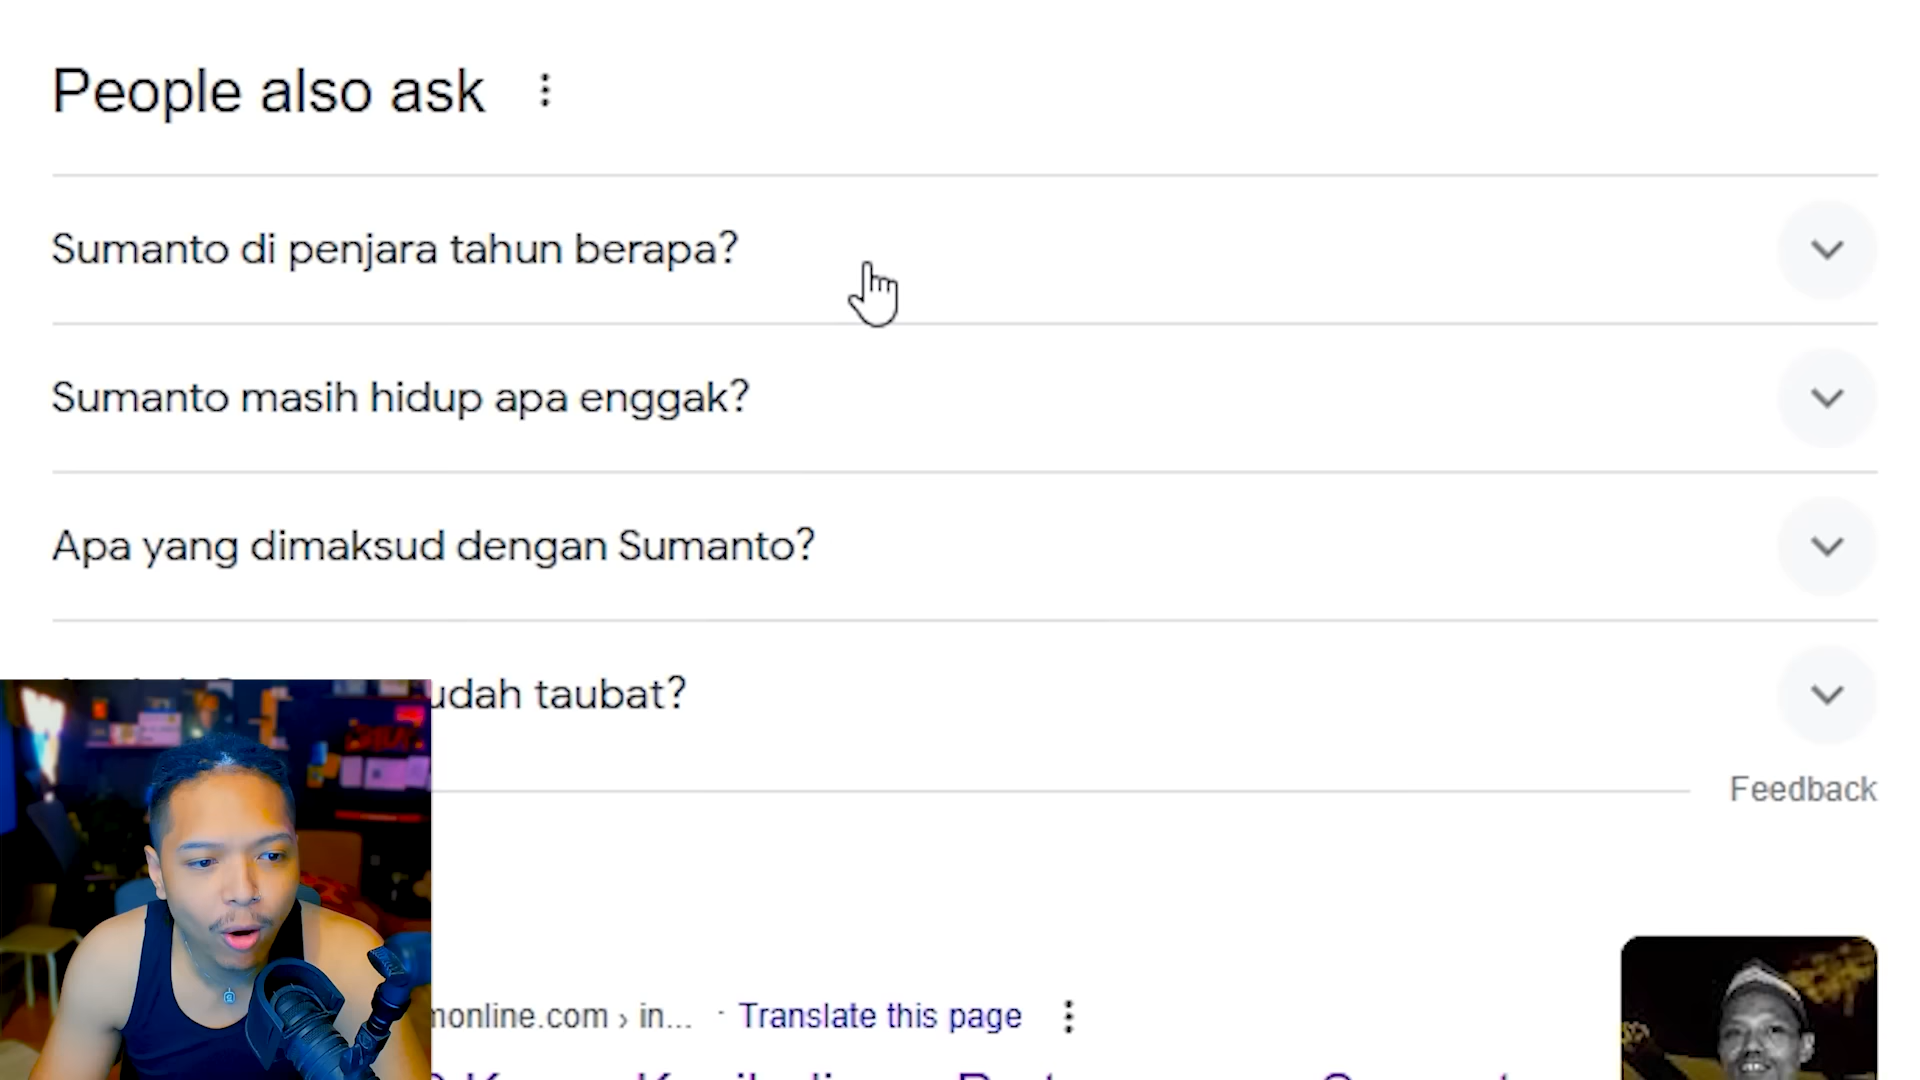 People also ask
Sumanto di penjara tahun berapa?
Sumanto masih hidup apa enggak?
Apa yang dimaksud dengan Sumanto?
udah taubat?
Feedback
monline.com › in... · Translate this page